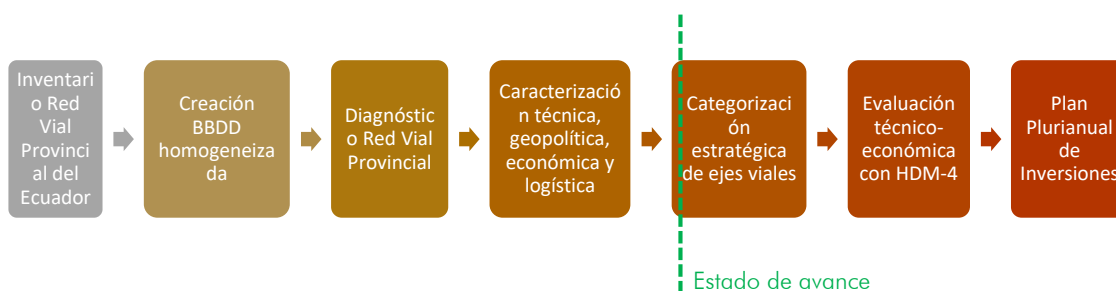 Inventari
o Red
Vial
Provinci
al del
Ecuador
Creación
BBDD
homogeneiza
da
Diagnóstic
o Red Vial
Provincial
Caracterizació
n técnica,
geopolítica,
económica y
logística
Categorizaci
ón
estratégica
de ejes viales
Evaluación
técnico-
económica
con HDM-4
Plan
Plurianual
de
Inversiones
Estado de avance